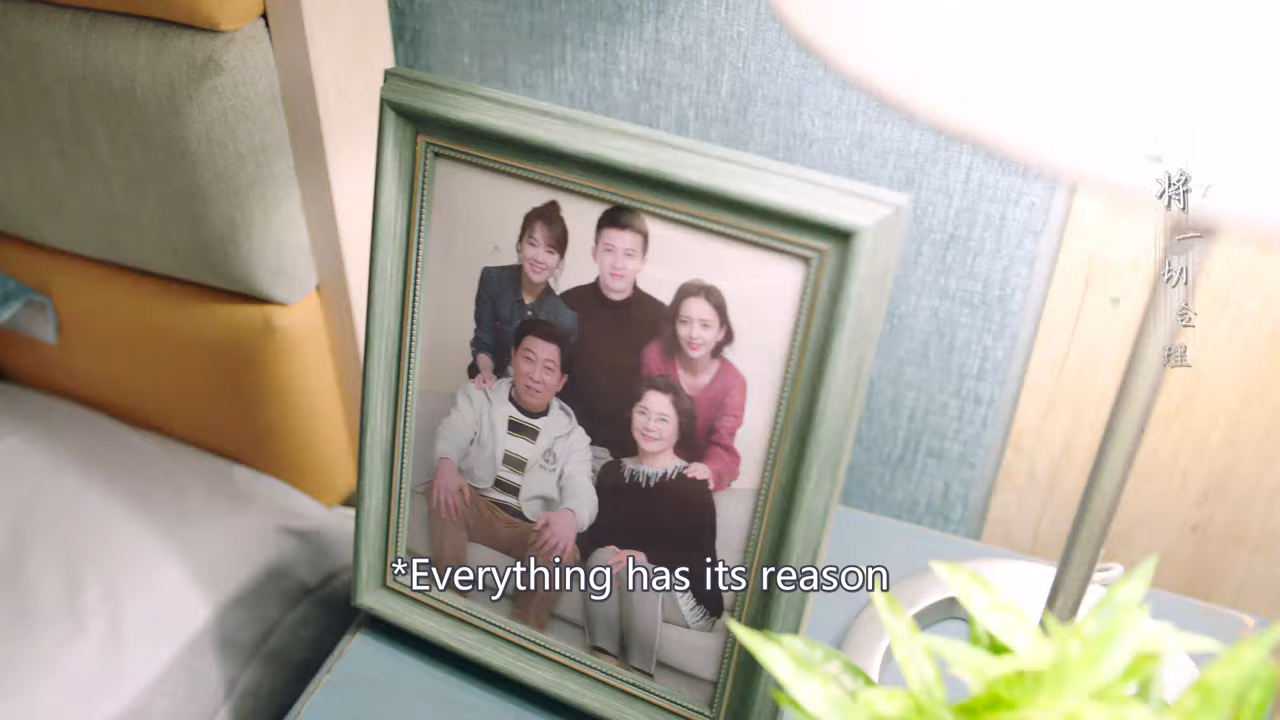 将一切合理
*Everything has its reason